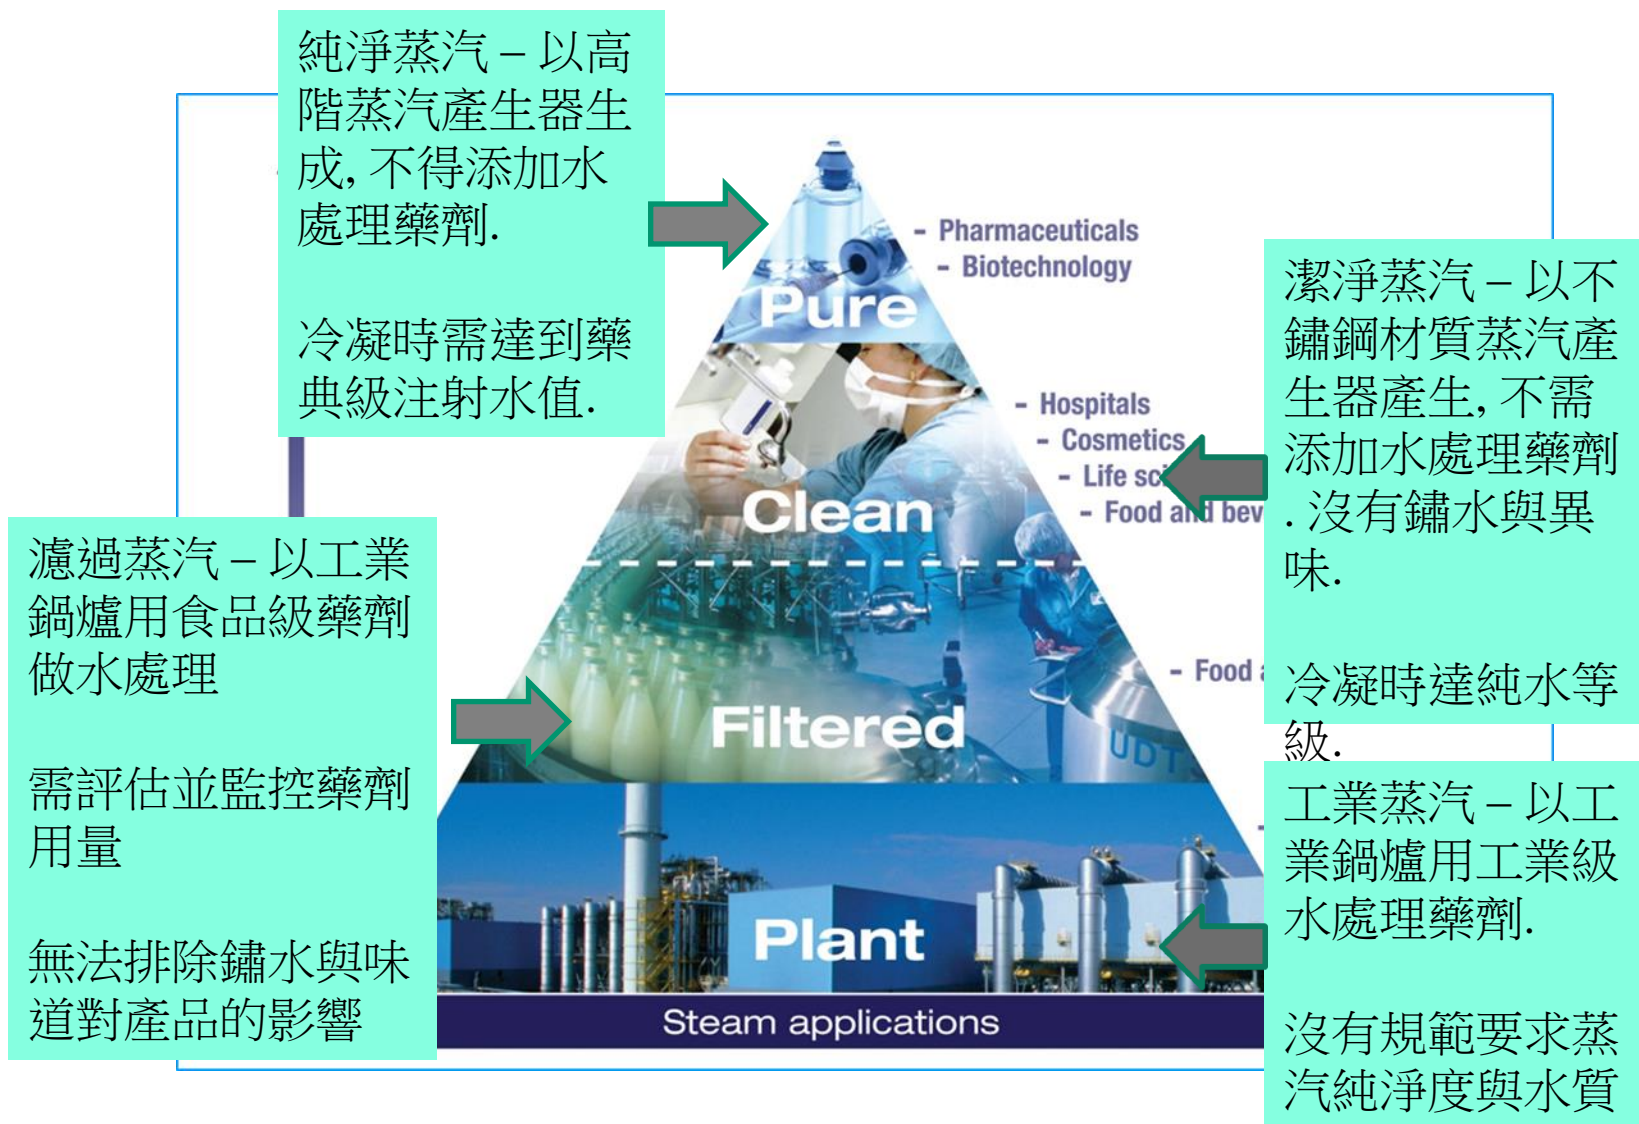 純淨蒸汽 – 以高
階蒸汽產生器生
成, 不得添加水
處理藥劑.
冷凝時需達到藥
典級注射水值.
- Pharmaceuticals
- Biotechnology
Pure
潔淨蒸汽 – 以不
鏽鋼材質蒸汽產
生器產生, 不需
添加水處理藥劑
. 沒有鏽水與異
味.
冷凝時達純水等
級.
- Hospitals
- Cosmetics
- Life
- Food and
Clean
濾過蒸汽 – 以工業
鍋爐用食品級藥劑
做水處理
需評估並監控藥劑
用量
無法排除鏽水與味
道對產品的影響
- Food
Filtered
UDT
工業蒸汽 – 以工
業鍋爐用工業級
水處理藥劑.
沒有規範要求蒸
汽純淨度與水質
Plant
Steam applications